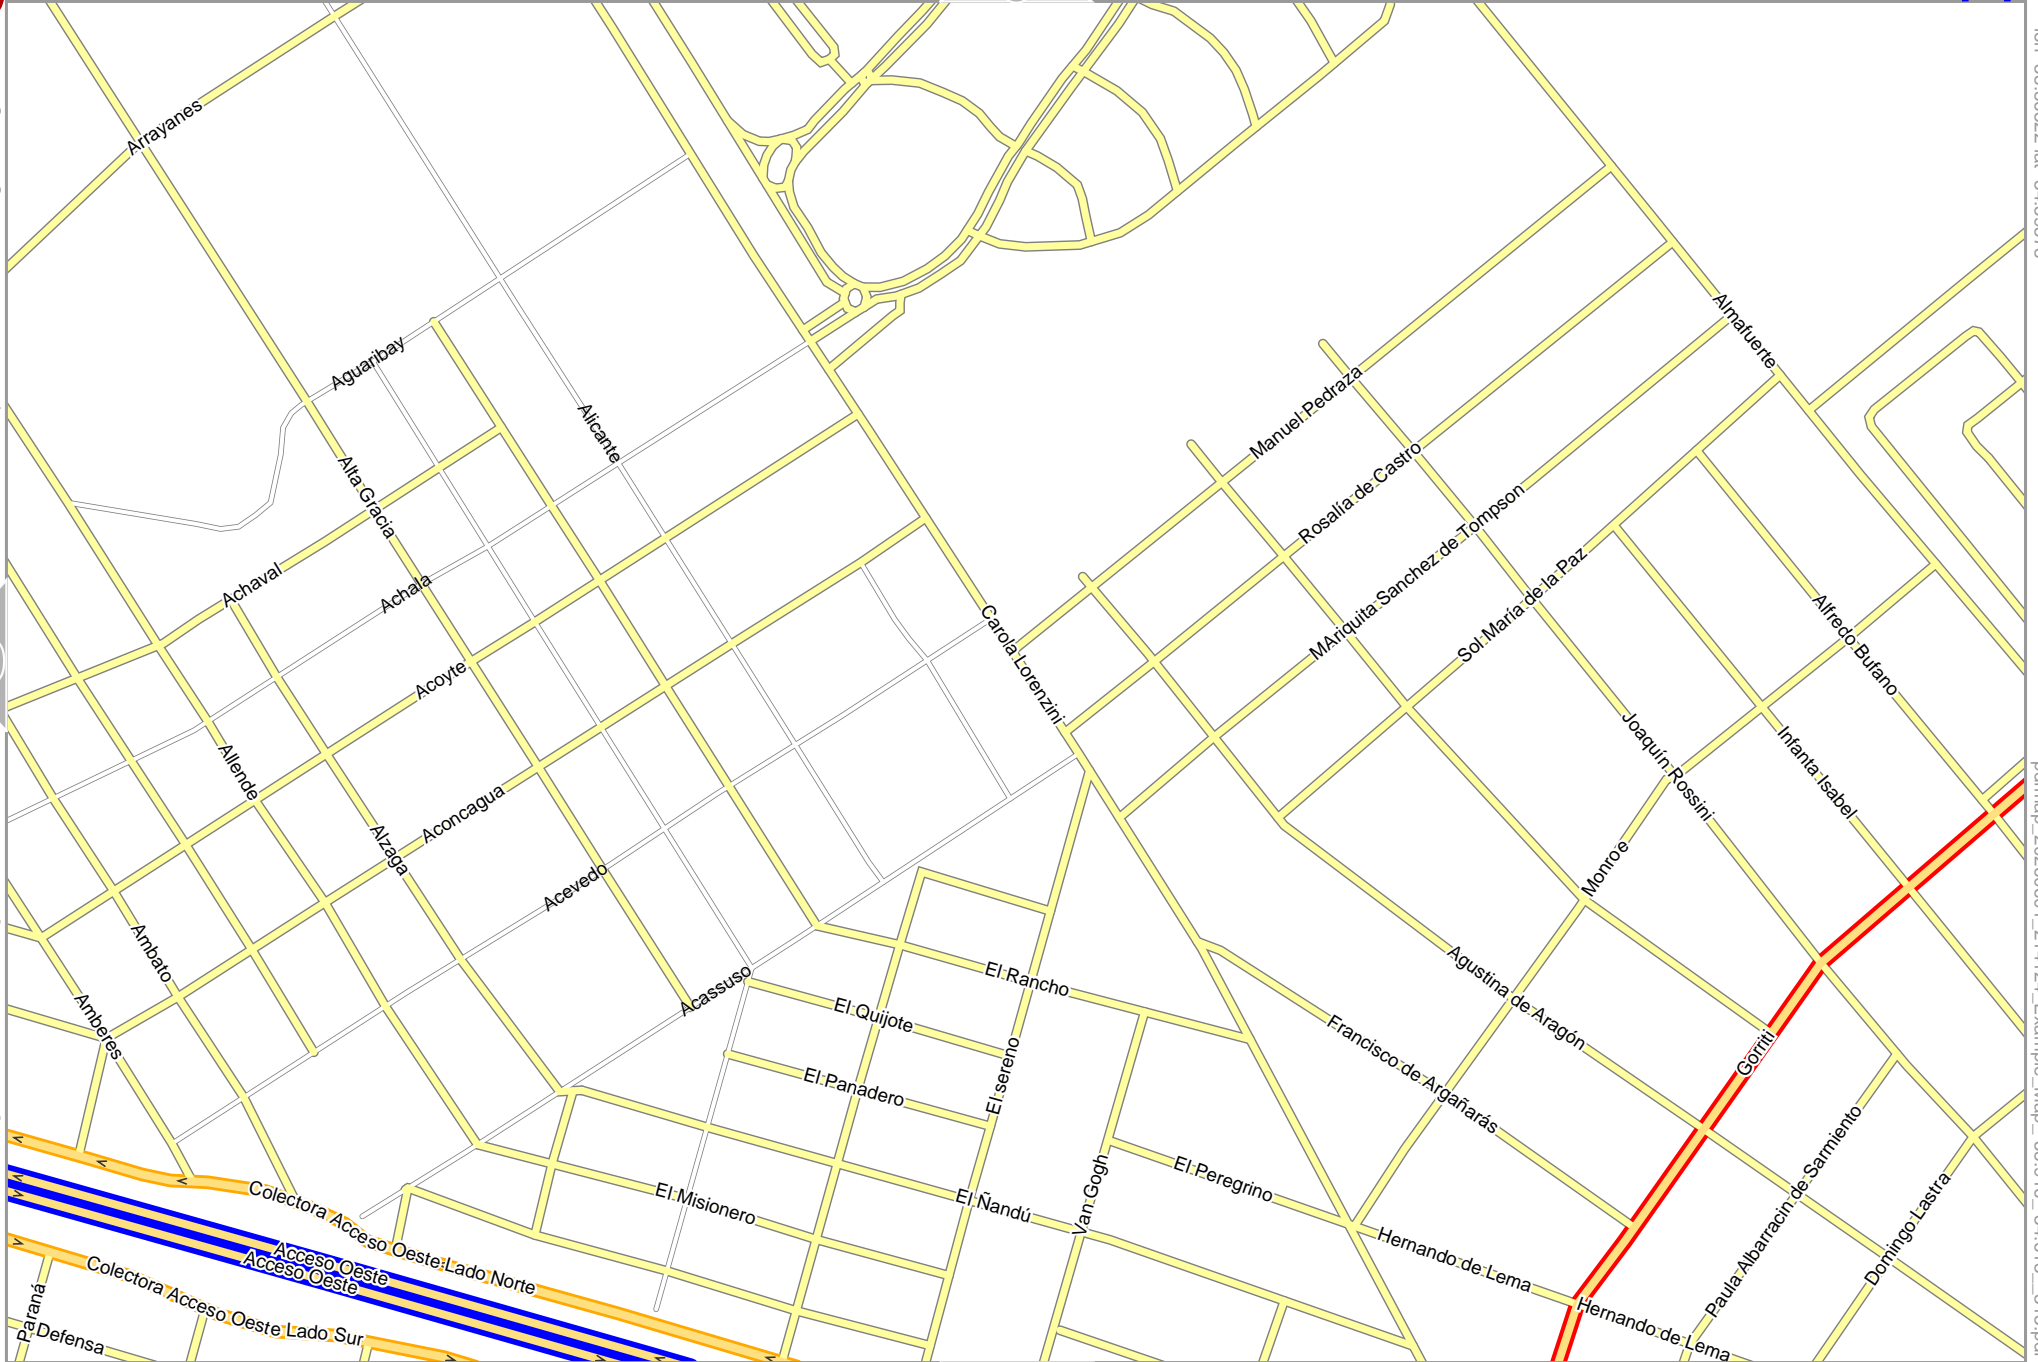 Arrayanes
Almafuerte
Aguaribay
Manuel Pedraza
Alicante
Rosalía de Castro
Alta Gracia
MAriquita Sanchez de Tompson
Sol María de la Paz
Achaval
Achala
Alfredo Bufano
Carola Lorenzini
Acoyte
Joaquín Rossini
Infanta Isabel
Allende
Aconcagua
Alzaga
Monroe
Acevedo
Ambato
Agustina de Aragón
El Rancho
Acassuso
El Quijote
Amberes
Francisco de Argañarás
Gorriti
El Panadero
El sereno
Paula Albarracin de Sarmiento
El Peregrino
Van Gogh
Domingo Lastra
El Misionero
El Ñandú
Colectora Acceso Oeste Lado Norte
Hernando de Lema
Acceso Oeste
Acceso Oeste
Colectora Acceso Oeste Lado Sur
Paraná
Hernando de Lema
Defensa